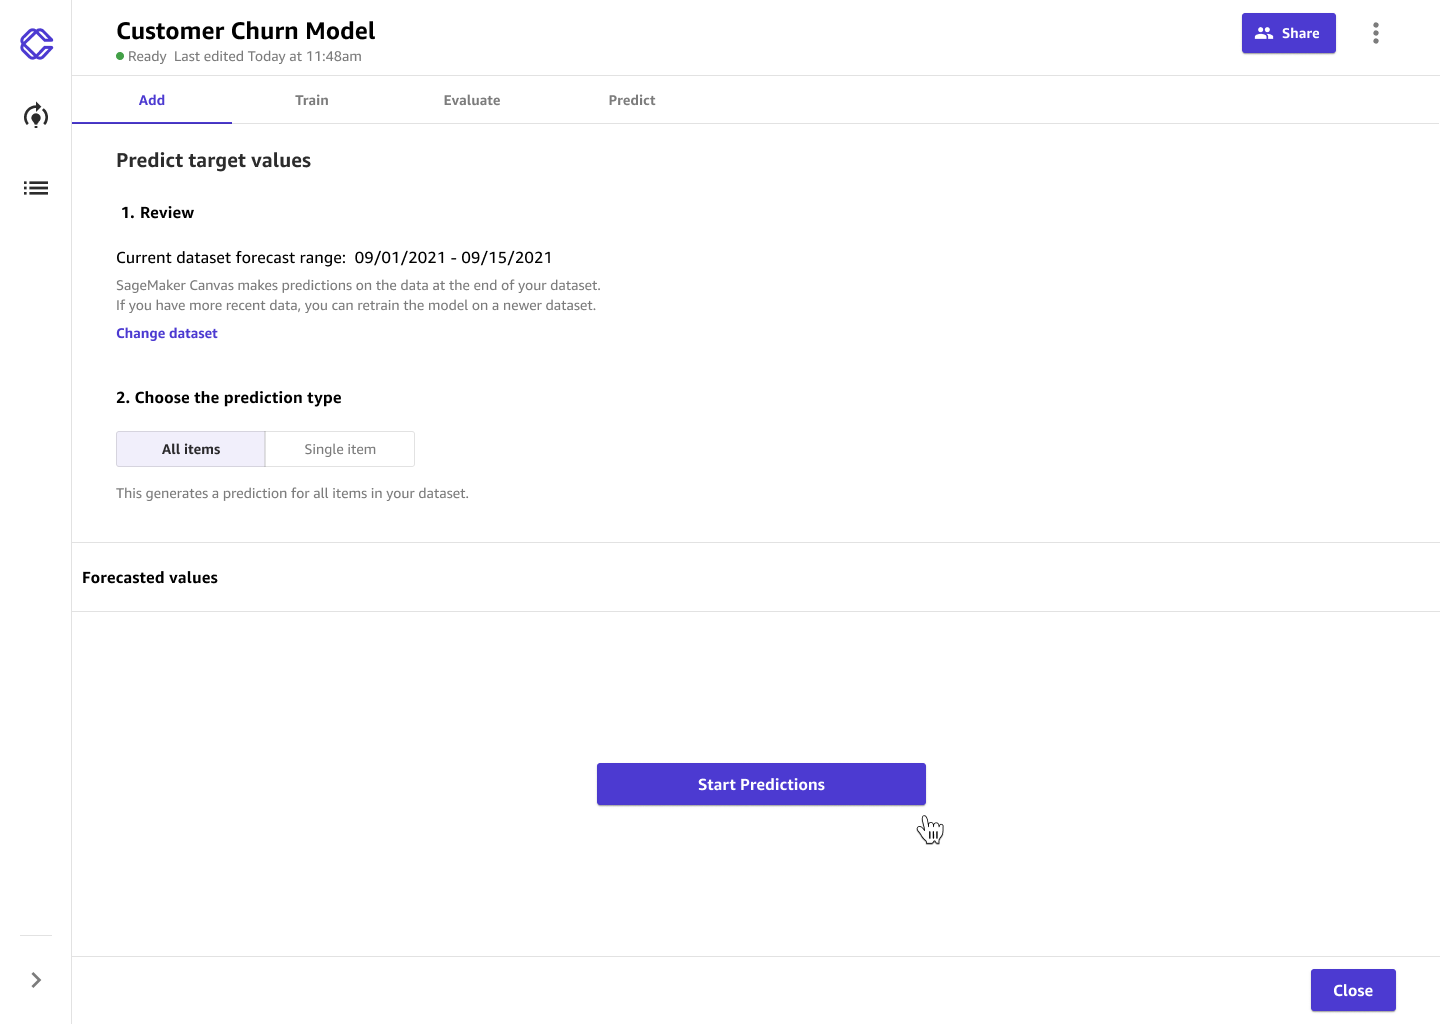 Customer Churn Model
Share
Ready Last edited Today at 11:48am
Add Train Evaluate Predict
Predict target values
1. Review
Current dataset forecast range: 09/01/2021 - 09/15/2021
SageMaker Canvas makes predictions on the data at the end of your dataset.
If you have more recent data, you can retrain the model on a newer dataset.
Change dataset
2. Choose the prediction type
All items Single item
This generates a prediction for all items in your dataset.
Forecasted values
Start Predictions
Close